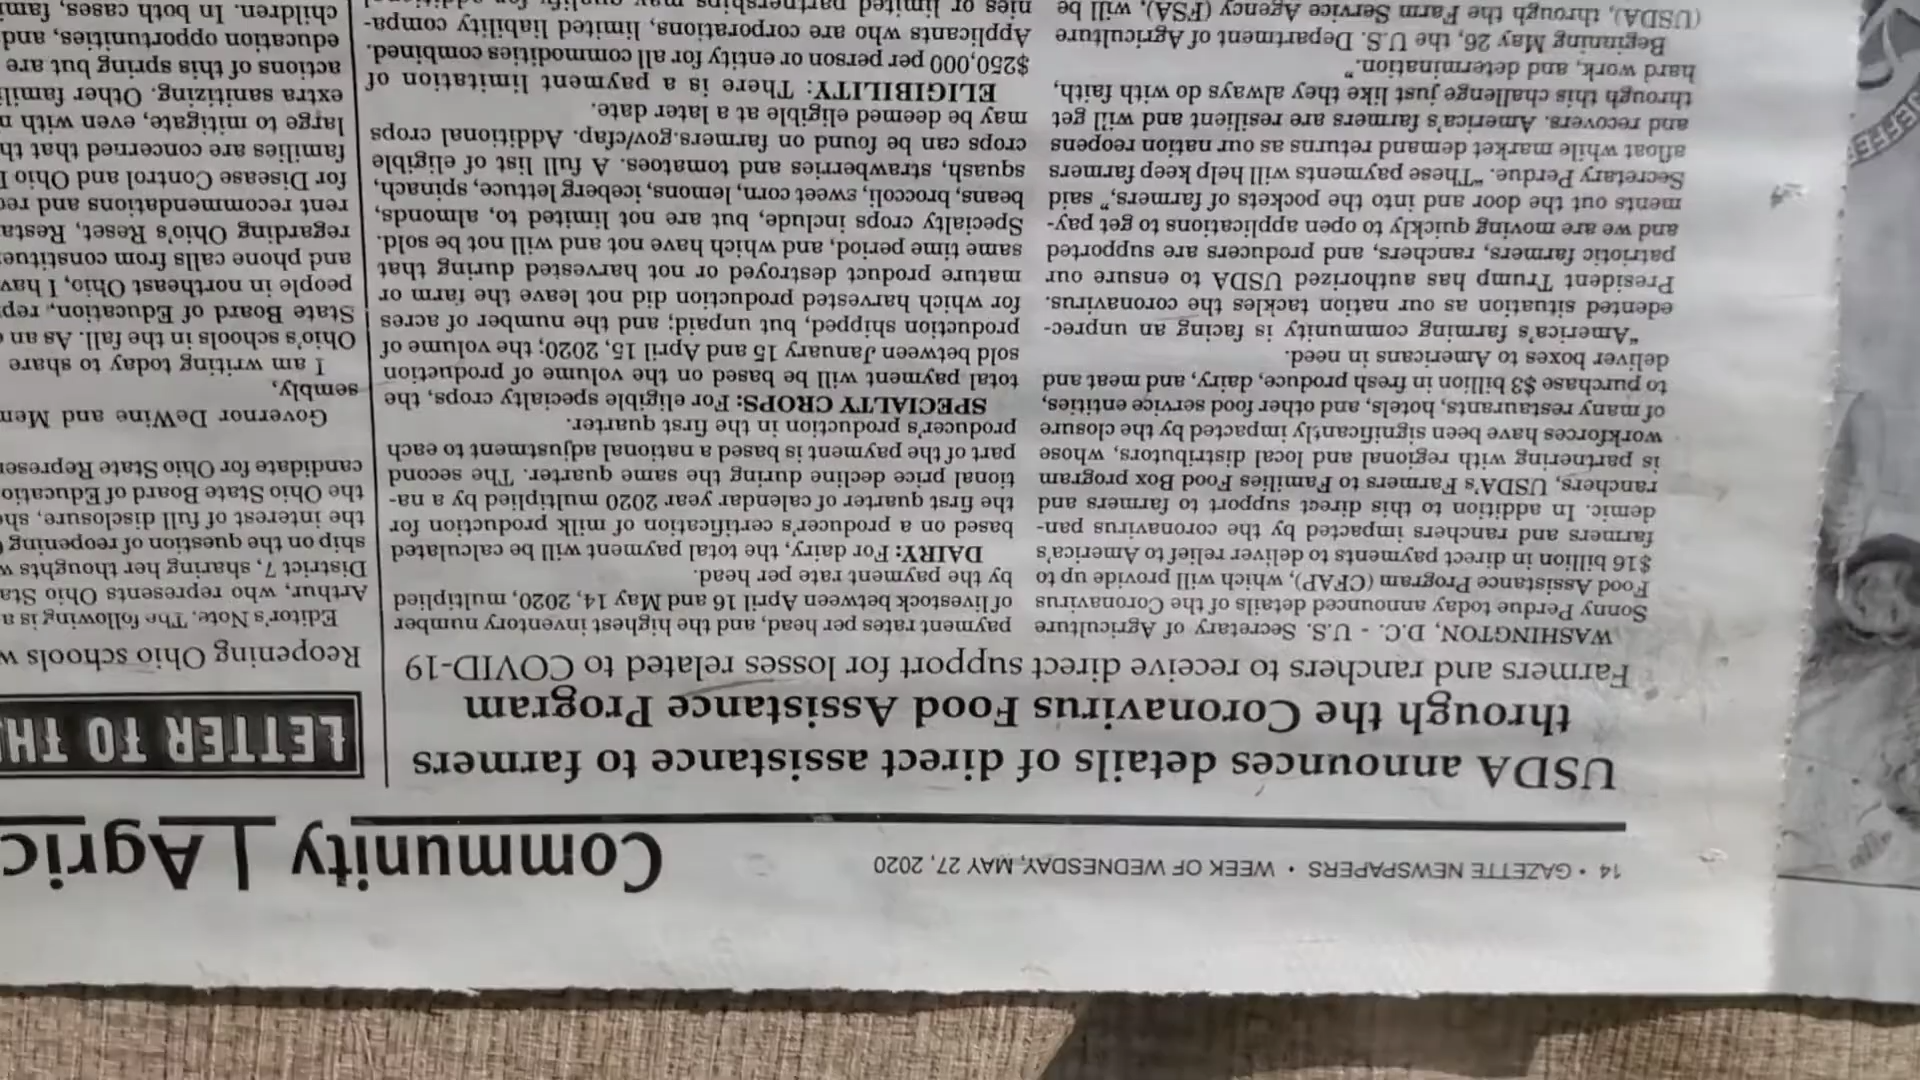 14 • GAZETTE NEWSPAPERS • WEEK OF WEDNESDAY, MAY 27, 2020
Community | Agric
USDA announces details of direct assistance to farmers
through the Coronavirus Food Assistance Program
Farmers and ranchers to receive direct support for losses related to COVID-19
WASHINGTON, D.C. - U.S. Secretary of Agriculture
Sonny Perdue today announced details of the Coronavirus
Food Assistance Program (CFAP), which will provide up to
$16 billion in direct payments to deliver relief to America's
farmers and ranchers impacted by the coronavirus pan-
demic. In addition to this direct support to farmers and
ranchers, USDA's Farmers to Families Food Box program
is partnering with regional and local distributors, whose
workforces have been significantly impacted by the closure
of many restaurants, hotels, and other food service entities,
to purchase $3 billion in fresh produce, dairy, and meat and
deliver boxes to Americans in need.
"America's farming community is facing an unprec-
edented situation as our nation tackles the coronavirus.
President Trump has authorized USDA to ensure our
patriotic farmers, ranchers, and producers are supported
and we are moving quickly to open applications to get pay-
ments out the door and into the pockets of farmers," said
Secretary Perdue. "These payments will help keep farmers
afloat while market demand returns as our nation reopens
and recovers. America's farmers are resilient and will get
through this challenge just like they always do with faith,
hard work, and determination."
Beginning May 26, the U.S. Department of Agriculture
(USDA), through the Farm Service Agency (FSA), will be
payment rates per head, and the highest inventory number
of livestock between April 16 and May 14, 2020, multiplied
by the payment rate per head.
DAIRY: For dairy, the total payment will be calculated
based on a producer's certification of milk production for
the first quarter of calendar year 2020 multiplied by a na-
tional price decline during the same quarter. The second
part of the payment is based a national adjustment to each
producer's production in the first quarter.
SPECIALTY CROPS: For eligible specialty crops, the
total payment will be based on the volume of production
sold between January 15 and April 15, 2020; the volume of
production shipped, but unpaid; and the number of acres
for which harvested production did not leave the farm or
mature product destroyed or not harvested during that
same time period, and which have not and will not be sold.
Specialty crops include, but are not limited to, almonds,
beans, broccoli, sweet corn, lemons, iceberg lettuce, spinach,
squash, strawberries and tomatoes. A full list of eligible
crops can be found on farmers.gov/cfap. Additional crops
may be deemed eligible at a later date.
ELIGIBILITY: There is a payment limitation of
$250,000 per person or entity for all commodities combined.
Applicants who are corporations, limited liability compa-
nies or limited partnerships may qualify for additional
LETTER TO TH
Reopening Ohio schools w
Editor's Note. The following is a
Arthur, who represents Ohio Sta
District 7, sharing her thoughts w
ship on the question of reopening
the interest of full disclosure, she
the Ohio State Board of Educatio
candidate for Ohio State Represen
Governor DeWine and Mem
sembly,
I am writing today to share
Ohio's schools in the fall. As an
State Board of Education, rep
people in northeast Ohio, I hav
and phone calls from constitue
regarding Ohio's Reset, Resta
rent recommendations and rec
for Disease Control and Ohio
families are concerned that th
large to mitigate, even with
extra sanitizing. Other famili
actions of this spring but are
education opportunities, and
children. In both cases, fami
JEFFE